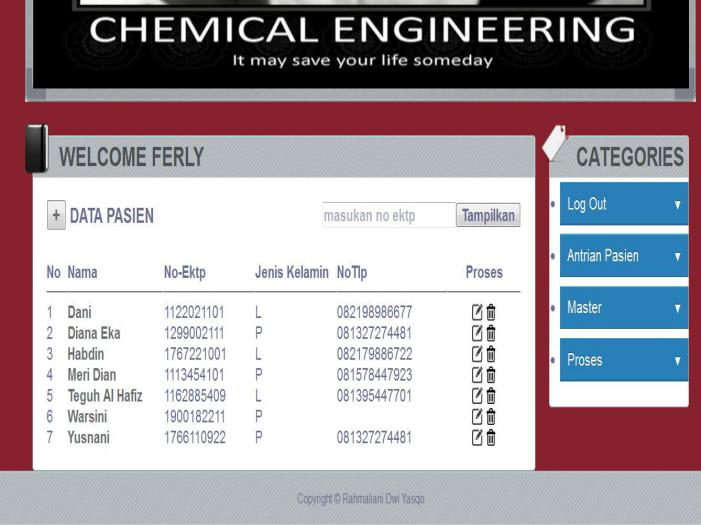 CHEMICAL ENGINEERING
It may save your life someday
WELCOME FERLY
+ DATA PASIEN
masukan no ektp Tampilkan
No Nama No-Ektp Jenis Kelamin NoTlp Proses
1 Dani 1122021101 L 082198986677
2 Diana Eka 1299002111 P 081327274481
3 Habdin 1767221001 L 082179886722
4 Meri Dian 1113454101 P 081578447923
5 Teguh Al Hafiz 1162885409 L 081395447701
6 Warsini 1900182211 P
7 Yusnani 1766110922 P 081327274481
CATEGORIES
Log Out
Antrian Pasien
Master
Proses
Copyright © Rahmaliani Dwi Yasqo